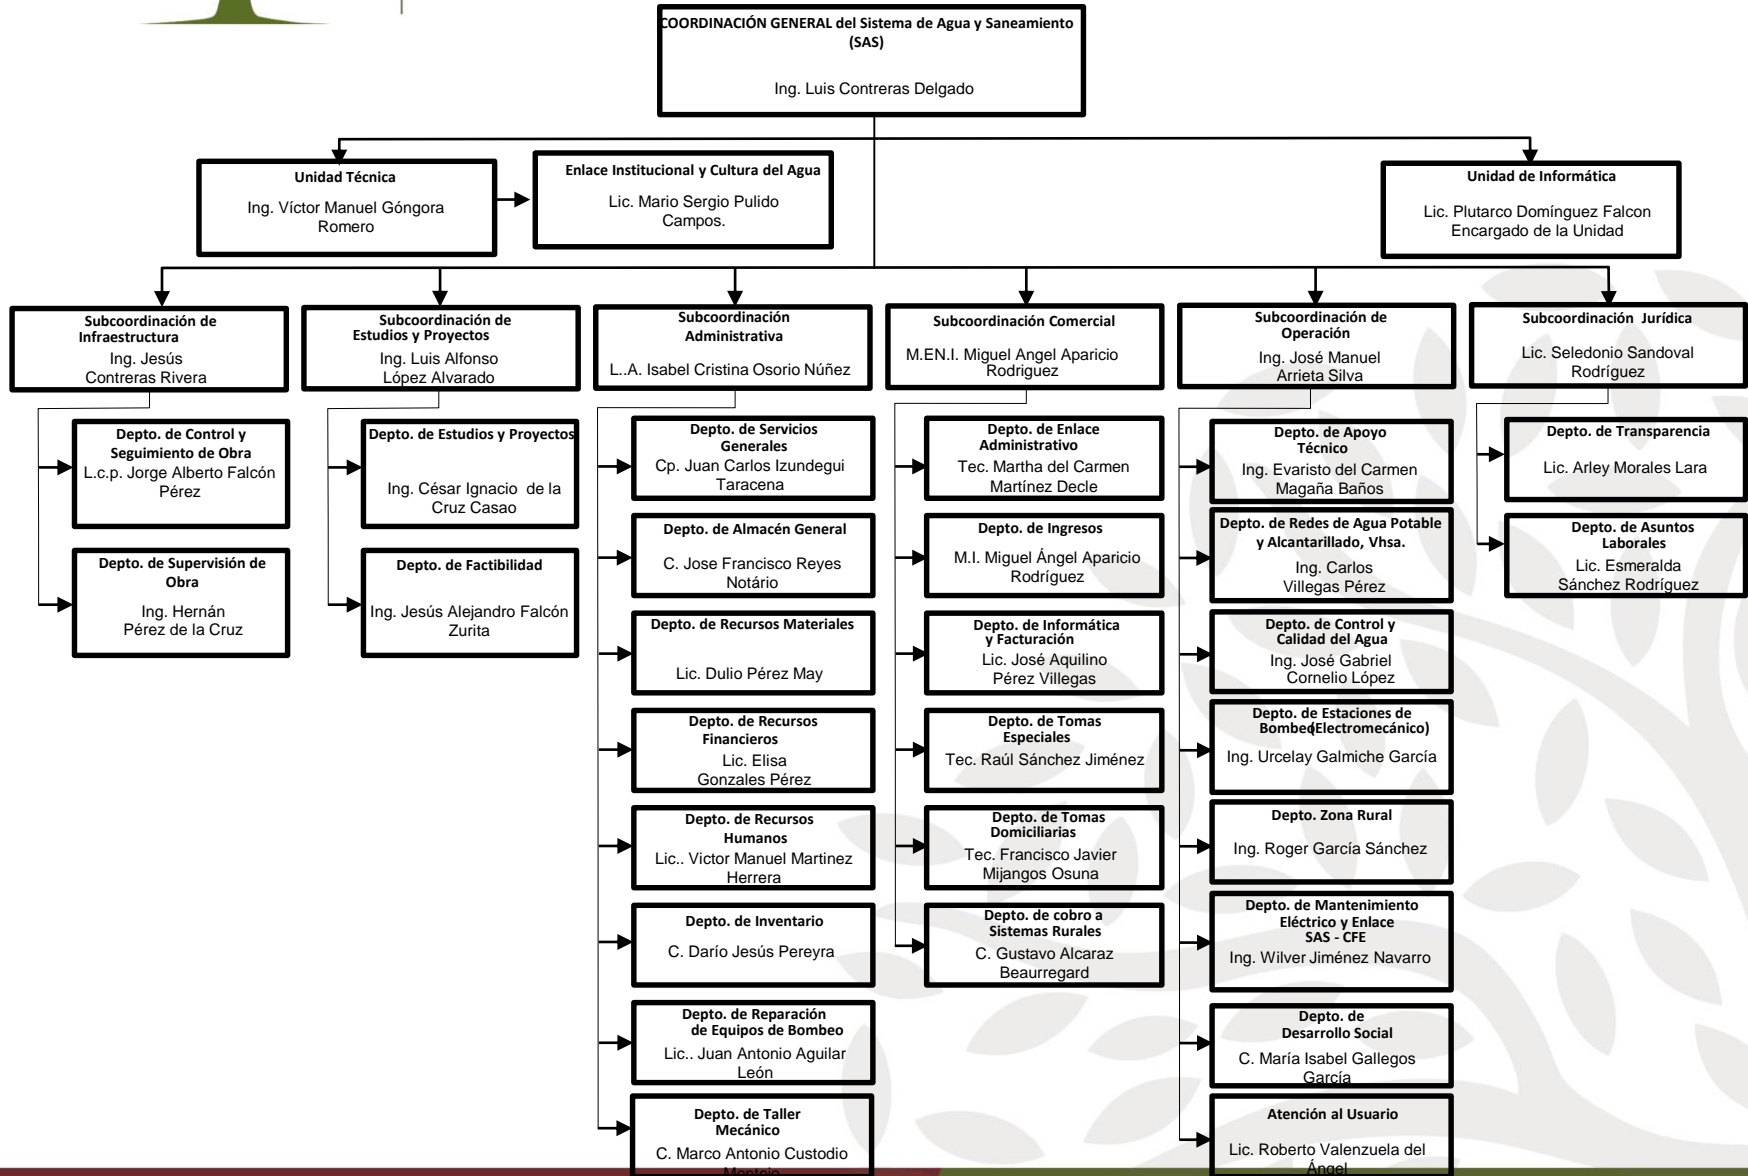 COORDINACIÓN GENERAL del Sistema de Agua y Saneamiento
(SAS)
Ing. Luis Contreras Delgado
Unidad Técnica
Ing. Víctor Manuel Góngora
Romero
Enlace Institucional y Cultura del Agua
Lic. Mario Sergio Pulido
Campos.
Unidad de Informática
Lic. Plutarco Domínguez Falcon
Encargado de la Unidad
Subcoordinación de
Infraestructura
Ing. Jesús
Contreras Rivera
Depto. de Control y
Seguimiento de Obra
L.c.p. Jorge Alberto Falcón
Pérez
Depto. de Supervisión de
Obra
Ing. Hernán
Pérez de la Cruz
Subcoordinación de
Estudios y Proyectos
Ing. Luis Alfonso
López Alvarado
Depto. de Estudios y Proyectos
Ing. César Ignacio de la
Cruz Casao
Depto. de Factibilidad
Ing. Jesús Alejandro Falcón
Zurita
Subcoordinación
Administrativa
L..A. Isabel Cristina Osorio Núñez
Depto. de Servicios
Generales
Cp. Juan Carlos Izundegui
Taracena
Depto. de Almacén General
C. Jose Francisco Reyes
Notário
Depto. de Recursos Materiales
Lic. Dulio Pérez May
Depto. de Recursos
Financieros
Lic. Elisa
Gonzales Pérez
Depto. de Recursos
Humanos
Lic.. Victor Manuel Martinez
Herrera
Depto. de Inventario
C. Darío Jesús Pereyra
Depto. de Reparación
de Equipos de Bombeo
Lic.. Juan Antonio Aguilar
León
Depto. de Taller
Mecánico
C. Marco Antonio Custodio
Subcoordinación Comercial
M.EN.I. Miguel Angel Aparicio
Rodriguez
Depto. de Enlace
Administrativo
Tec. Martha del Carmen
Martínez Decle
Depto. de Ingresos
M.I. Miguel Ángel Aparicio
Rodríguez
Depto. de Informática
y Facturación
Lic. José Aquilino
Pérez Villegas
Depto. de Tomas
Especiales
Tec. Raúl Sánchez Jiménez
Depto. de Tomas
Domiciliarias
Tec. Francisco Javier
Mijangos Osuna
Depto. de cobro a
Sistemas Rurales
C. Gustavo Alcaraz
Beaurregard
Subcoordinación de
Operación
Ing. José Manuel
Arrieta Silva
Depto. de Apoyo
Técnico
Ing. Evaristo del Carmen
Magaña Baños
Depto. de Redes de Agua Potable
y Alcantarillado, Vhsa.
Ing. Carlos
Villegas Pérez
Depto. de Control y
Calidad del Agua
Ing. José Gabriel
Cornelio López
Depto. de Estaciones de
Bombeo(Electromecánico)
Ing. Urcelay Galmiche García
Depto. Zona Rural
Ing. Roger García Sánchez
Depto. de Mantenimiento
Eléctrico y Enlace
SAS - CFE
Ing. Wilver Jiménez Navarro
Depto. de
Desarrollo Social
C. María Isabel Gallegos
García
Atención al Usuario
Lic. Roberto Valenzuela del
Ángel
Subcoordinación Jurídica
Lic. Seledonio Sandoval
Rodríguez
Depto. de Transparencia
Lic. Arley Morales Lara
Depto. de Asuntos
Laborales
Lic. Esmeralda
Sánchez Rodríguez